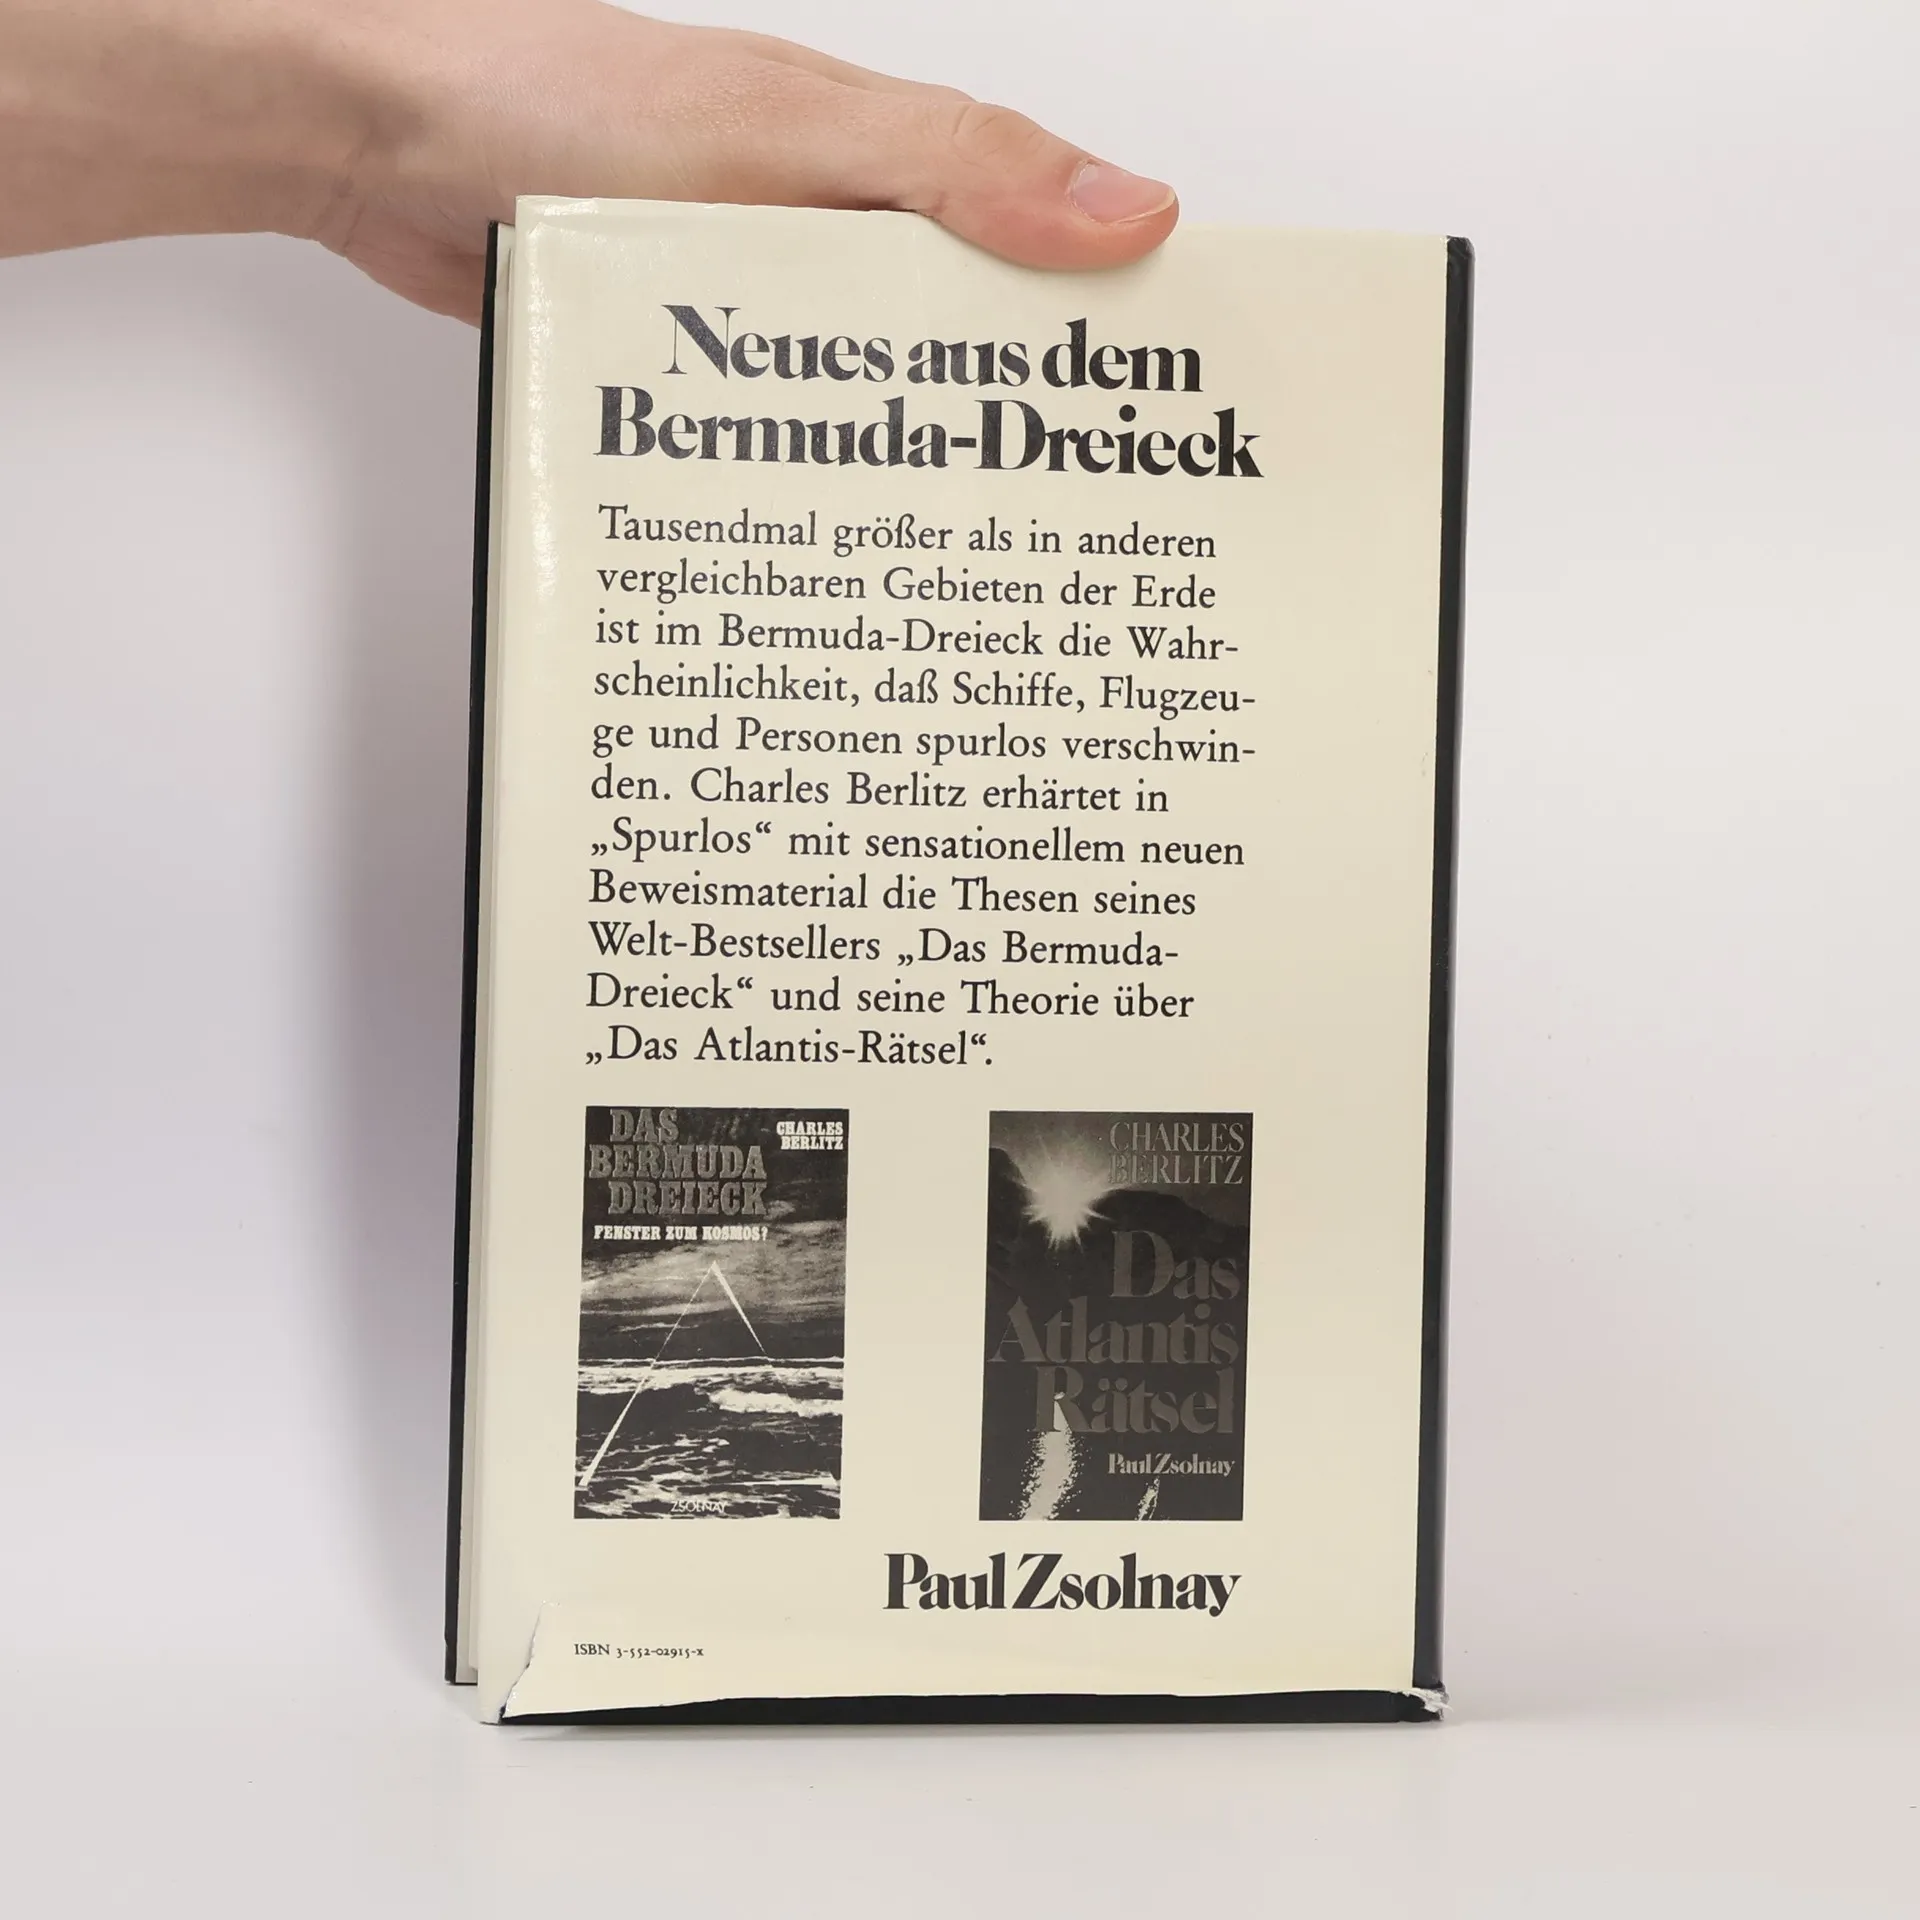 Neues aus dem
Bermuda-Dreieck
Tausendmal größer als in anderen
vergleichbaren Gebieten der Erde
ist im Bermuda-Dreieck die Wahr-
scheinlichkeit, daß Schiffe, Flugzeu-
ge und Personen spurlos verschwin-
den. Charles Berlitz erhärtet in
„Spurlos“ mit sensationellem neuen
Beweismaterial die Thesen seines
Welt-Bestsellers „Das Bermuda-
Dreieck“ und seine Theorie über
„Das Atlantis-Rätsel“.
DAS
BERMUDA
DREIECK
CHARLES
BERLITZ
FENSTER ZUM KOSMOS?
ZSOLNAY
CHARLES
BERLITZ
Das
Atlantis
Rätsel
Paul Zsolnay
Paul Zsolnay
ISBN 3-552-02915-x